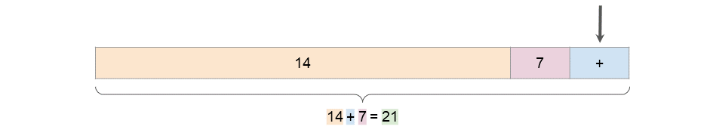 14 7 +
14 + 7 = 21